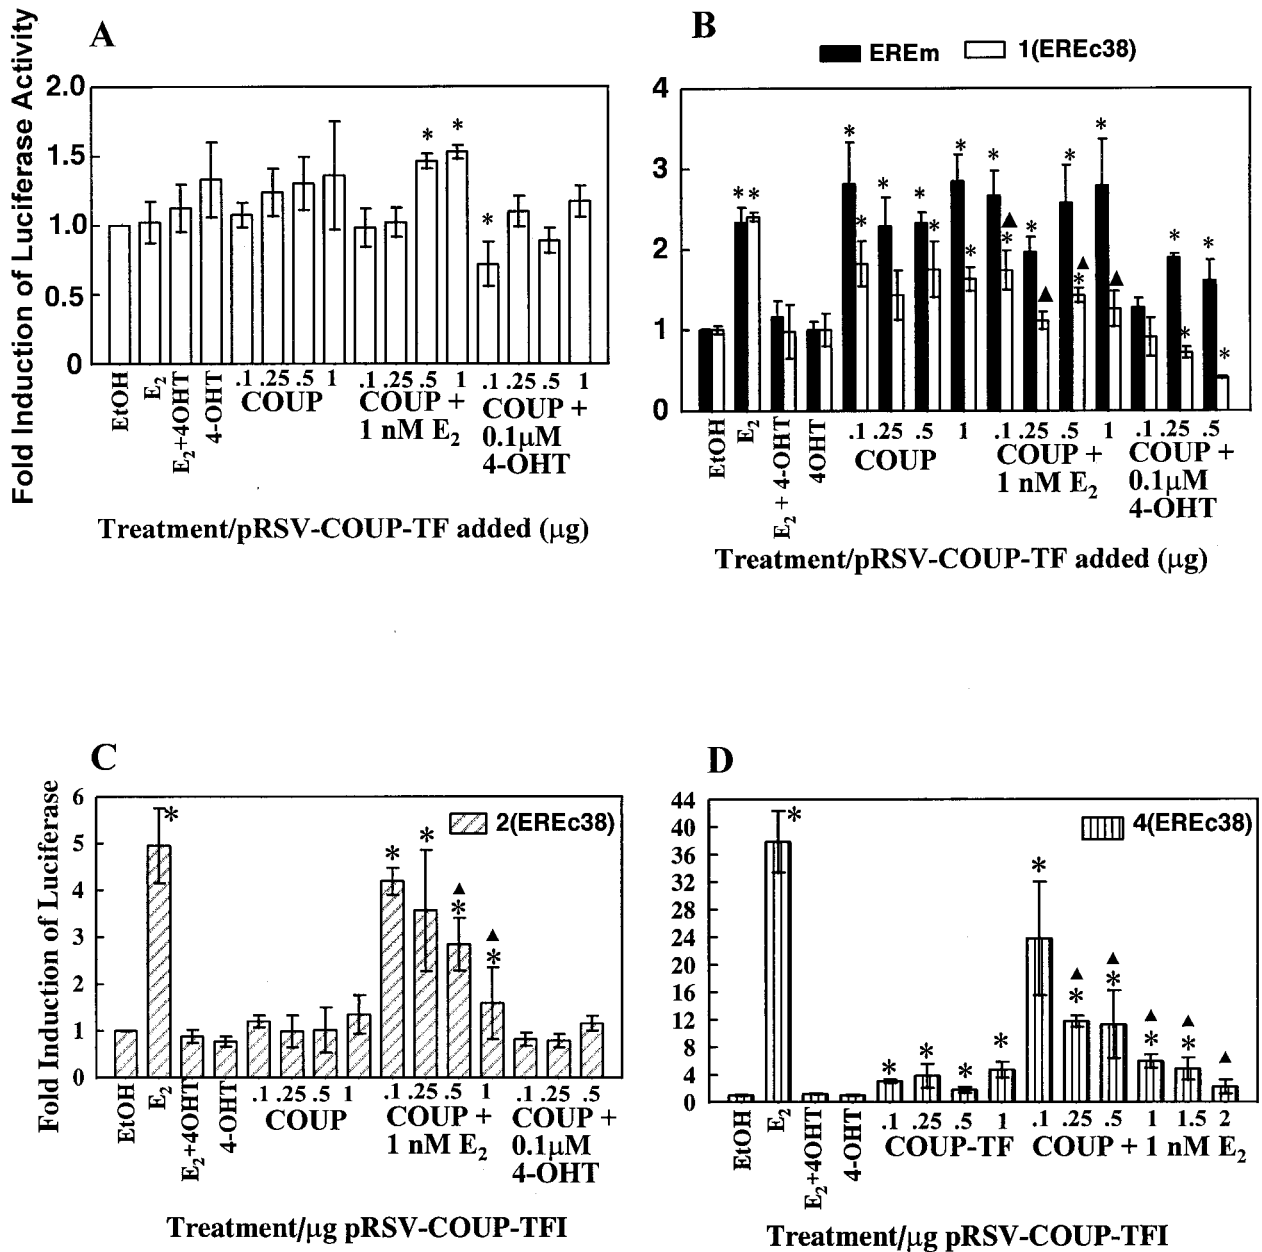 A
Fold Induction of Luciferase Activity
2.0
1.5
1.0
0.5
0
* * *
EtOH
E2
E2+4OHT
4-OHT
.1 .25 .5 1
COUP
.1 .25 .5 1
COUP +
1 nM E2
.1 .25 .5 1
COUP +
0.1μM
4-OHT
Treatment/pRSV-COUP-TF added (μg)
B
EREm 1(EREc38)
4
3
2
1
0
* * * * * * * * * ▲ * * * ▲ * ▲ * ▲ * * * *
EtOH
E2
E2 + 4-OHT
4OHT
.1 .25 .5 1
COUP
.1 .25 .5 1
COUP +
1 nM E2
.1 .25 .5
COUP +
0.1μM
4-OHT
Treatment/pRSV-COUP-TF added (μg)
C
Fold Induction of Luciferase
2(EREc38)
6
5
4
3
2
1
0
* * * ▲ * ▲ *
EtOH
E2
E2+4OHT
4-OHT
.1 .25 .5 1
COUP
.1 .25 .5 1
COUP +
1 nM E2
.1 .25 .5
COUP +
0.1μM
4-OHT
Treatment/μg pRSV-COUP-TFI
D
4(EREc38)
44
40
36
32
28
24
20
16
12
8
4
0
* * * * * * ▲ * ▲ * ▲ * ▲ * ▲
EtOH
E2
E2+4OHT
4-OHT
.1 .25 .5 1
COUP-TF
.1 .25 .5 1 1.5 2
COUP + 1 nM E2
Treatment/μg pRSV-COUP-TFI